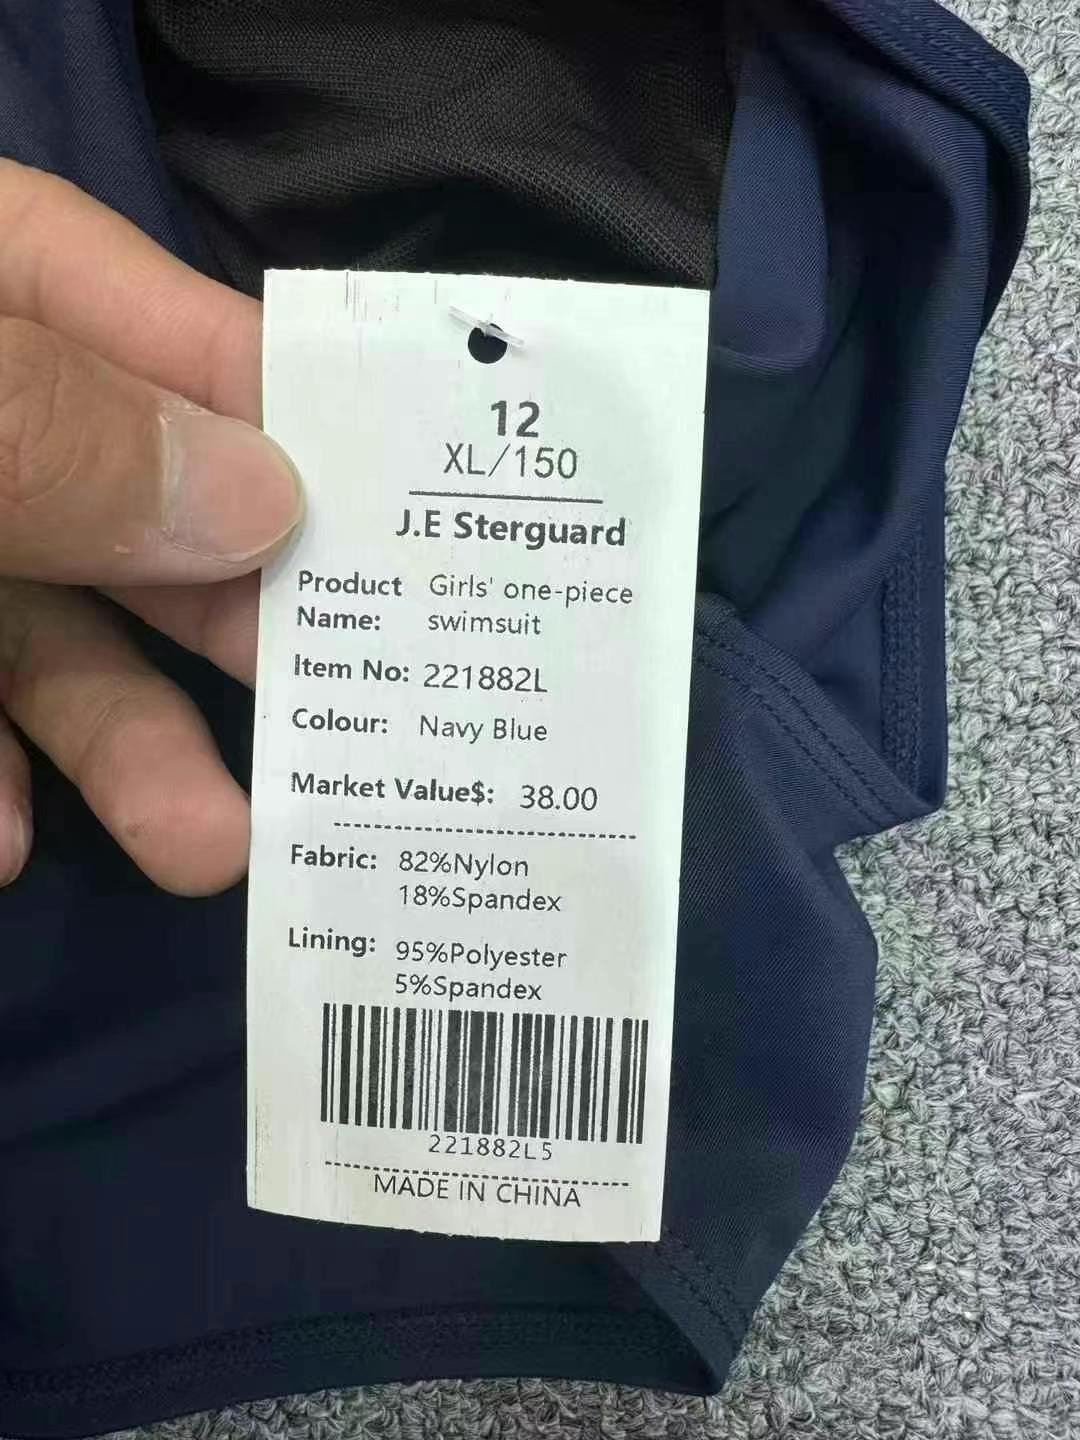 12
XL/150
J.E Sterguard
Product Name: Girls' one-piece swimsuit
Item No: 221882L
Colour: Navy Blue
Market Value$: 38.00
Fabric: 82%Nylon
18%Spandex
Lining: 95%Polyester
5%Spandex
221882L5
MADE IN CHINA